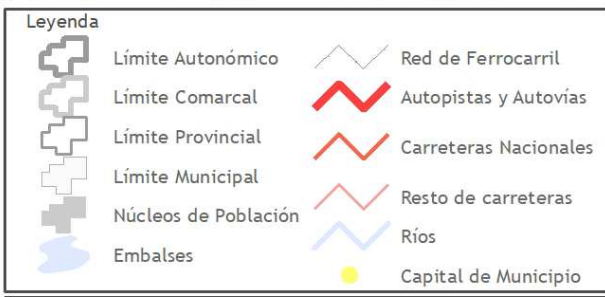 Leyenda
Límite Autonómico
Límite Comarcal
Límite Provincial
Límite Municipal
Núcleos de Población
Embalses
Red de Ferrocarril
Autopistas y Autovías
Carreteras Nacionales
Resto de carreteras
Ríos
Capital de Municipio